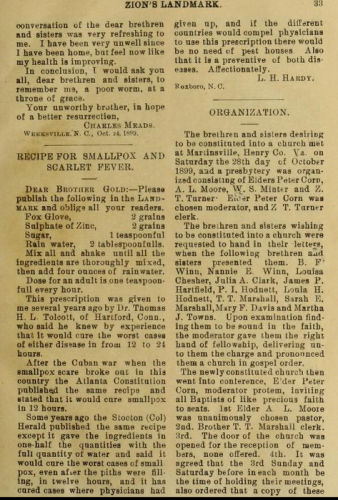 ZION'S LANDMARK.
33
conversation of the dear brethren
and sisters was very refreshing to
me. I have been very unwell since
I have been home, but feel now like
my health is improving.
In conclusion, I would ask you
all, dear brethren and sisters, to
remember me, a poor worm, at a
throne of grace.
Your unworthy brother, in hope
of a better resurrection,
CHARLES MEADS.
WEEKSVILLE, N. C., Oct. 24, 1899.
RECIPE FOR SMALLPOX AND
SCARLET FEVER.
DEAR BROTHER GOLD:—Please
publish the following in the LAND-
MARK and oblige all your readers.
Fox Glove, 2 grains
Sulphate of Zinc, 2 grains
Sugar, 1 teaspoonful
Rain water, 2 tablespoonfulls.
Mix all and shake until all the
ingredients are thoroughly mixed,
then add four ounces of rainwater.
Dose for an adult is one teaspoon-
full every hour.
This prescription was given to
me several years ago by Dr. Thomas
H. L. Tolcott, of Hartford, Conn.,
who said he knew by experience
that it would cure the worst cases
of either disease in from 12 to 24
hours.
After the Cuban war when the
smallpox scare broke out in this
country the Atlanta Constitution
published the same recipe and
stated that it would cure smallpox
in 12 hours.
Some years ago the Stocton (Col)
Herald published the same recipe
except it gave the ingredients in
one-half the quantities with the
full quantity of water and said it
would cure the worst cases of small
pox, even after the pitts were fill-
ing, in twelve hours, and it has
cured cases where physicians had
given up, and if the different
countries would compel physicians
to use this prescription there would
be no need of pest houses. Also
that it is a preventive of both dis-
eases. Affectionately.
L. H. HARDY.
Roxboro, N. C.
ORGANIZATION.
The brethren and sisters desiring
to be constituted into a church met
at Martinsville, Henry Co. Va. on
Saturday the 28th day of October
1899, and a presbytery was organ-
ized consisting of Elders Peter Corn,
A. L. Moore, W. S. Minter and Z.
T. Turner. Elder Peter Corn was
chosen moderator, and Z T. Turner
clerk.
The brethren and sisters wishing
to be constituted into a church were
requested to hand in their letters,
when the following brethren and
sisters presented them. B. F.
Winn, Nannie E. Winn, Louisa
Chesher, Julia A. Clark, James P.
Harffield, P. I. Hodnett, Loula H.
Hodnett, T. T. Marshall, Sarah E.
Marshall, Mary F. Davis and Martha
J. Towns. Upon examination find-
ing them to be sound in the faith,
the moderator gave them the right
hand of fellowship, delivering un-
to them the charge and pronounced
them a church in gospel order.
The newly constituted church then
went into conference, Elder Peter
Corn, moderator protem, inviting
all Baptists of like precious faith
to seats. 1st Elder A. L. Moore
was unanimously chosen pastor,
2nd. Brother T. T. Marshall clerk,
3rd. The door of the church was
opened for the reception of mem-
bers, none offered. 4th. It was
agreed that the 3rd Sunday and
Saturday before in each month be
the time of holding their meetings,
also ordered that a copy of these